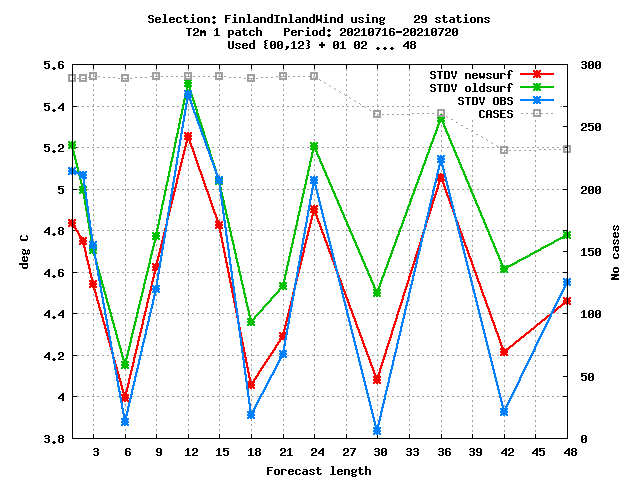 Selection: FinlandInlandWind using    29 stations
T2m 1 patch   Period: 20210716-20210720
Used {00,12} + 01 02 ... 48
STDV newsurf
STDV oldsurf
STDV OBS
CASES
5.6
5.4
5.2
5
4.8
4.6
4.4
4.2
4
3.8
deg C
300
250
200
150
100
50
0
No cases
3 6 9 12 15 18 21 24 27 30 33 36 39 42 45 48
Forecast length